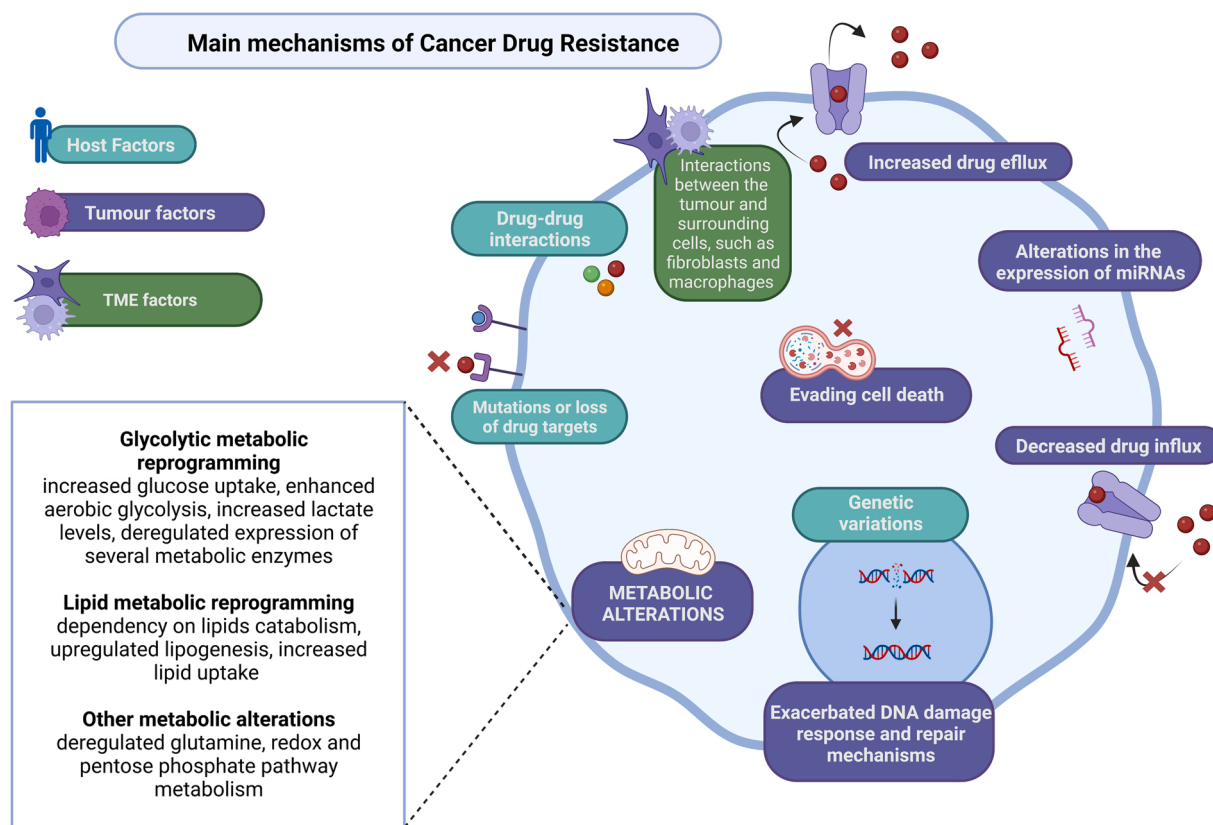 Main mechanisms of Cancer Drug Resistance
Host Factors
Tumour factors
TME factors
Interactions
between the
tumour and
surrounding
cells, such as
fibroblasts and
macrophages
Increased drug efllux
Drug-drug
interactions
Alterations in the
expression of miRNAs
Evading cell death
Mutations or loss
of drug targets
Decreased drug influx
Genetic
variations
METABOLIC
ALTERATIONS
Exacerbated DNA damage
response and repair
mechanisms
Glycolytic metabolic
reprogramming
increased glucose uptake, enhanced
aerobic glycolysis, increased lactate
levels, deregulated expression of
several metabolic enzymes
Lipid metabolic reprogramming
dependency on lipids catabolism,
upregulated lipogenesis, increased
lipid uptake
Other metabolic alterations
deregulated glutamine, redox and
pentose phosphate pathway
metabolism